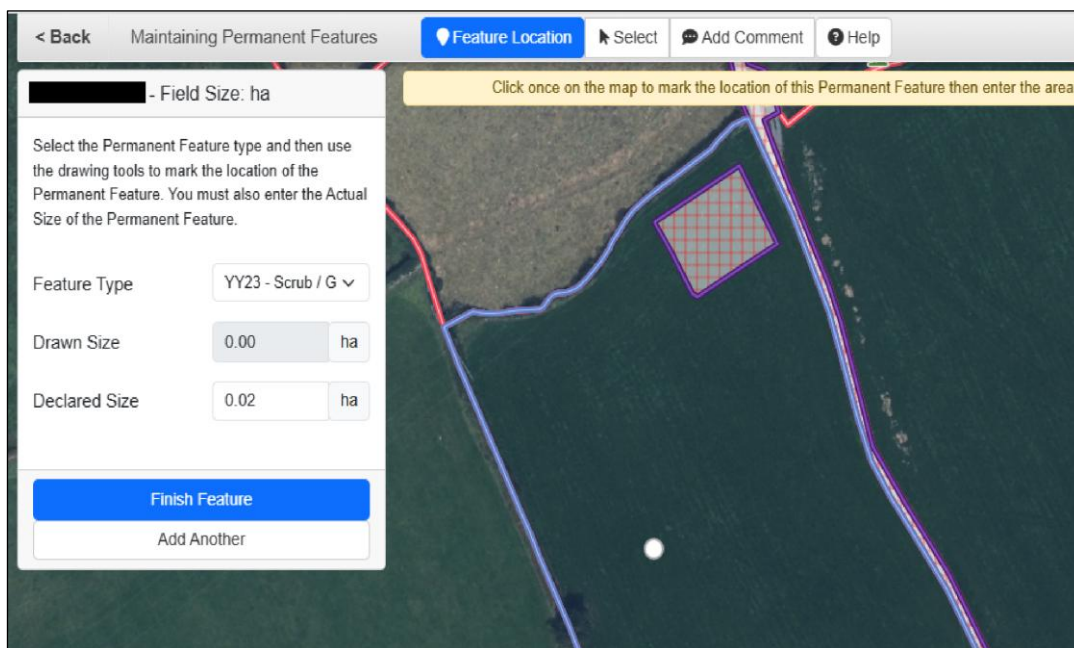 < Back Maintaining Permanent Features Feature Location Select Add Comment Help
Click once on the map to mark the location of this Permanent Feature then enter the area
- Field Size: ha
Select the Permanent Feature type and then use
the drawing tools to mark the location of the
Permanent Feature. You must also enter the Actual
Size of the Permanent Feature.
Feature Type YY23 - Scrub / G
Drawn Size 0.00 ha
Declared Size 0.02 ha
Finish Feature
Add Another